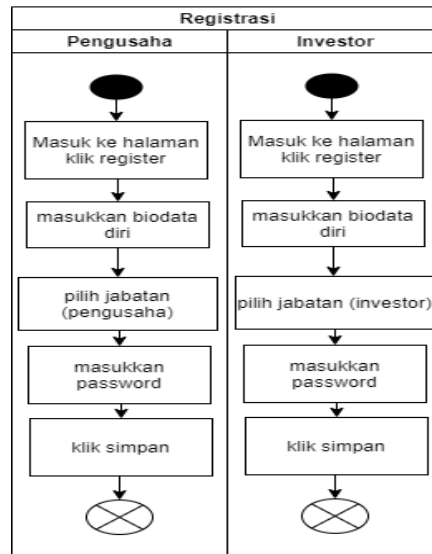 Registrasi
Pengusaha
Investor
Masuk ke halaman
klik register
masukkan biodata
diri
pilih jabatan
(pengusaha)
masukkan
password
klik simpan
Masuk ke halaman
klik register
masukkan biodata
diri
pilih jabatan (investor)
masukkan
password
klik simpan